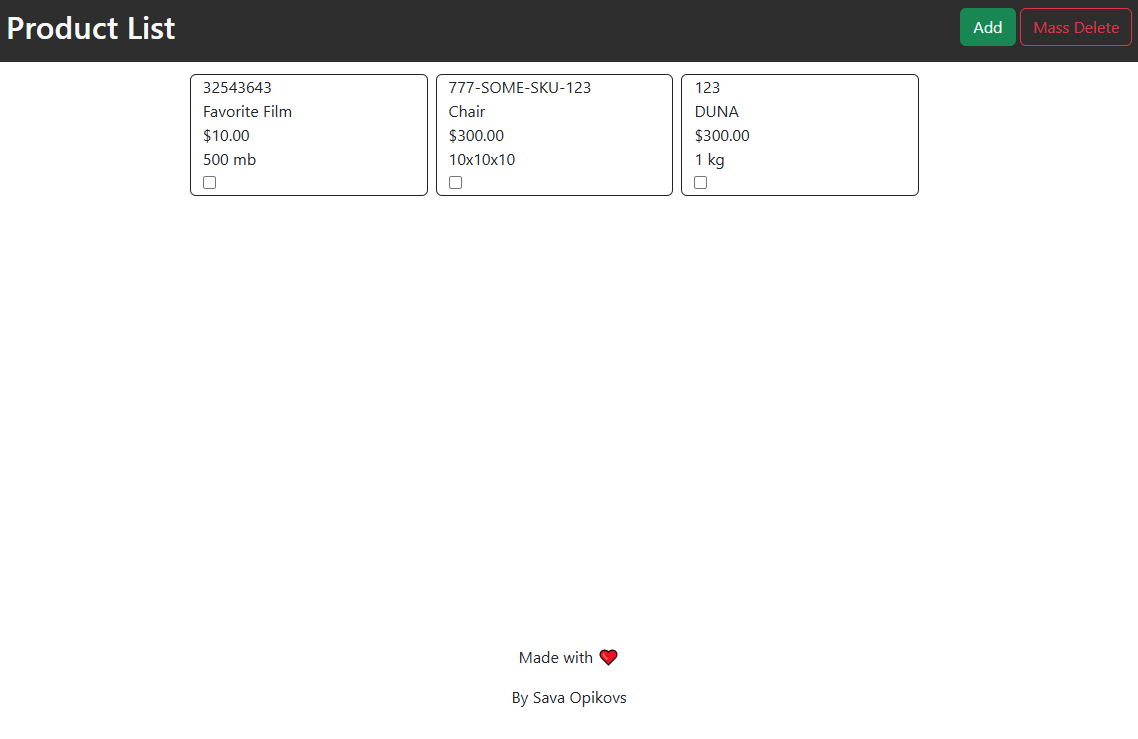 Product List
Add
Mass Delete
32543643
Favorite Film
$10.00
500 mb
777-SOME-SKU-123
Chair
$300.00
10x10x10
123
DUNA
$300.00
1 kg
Made with ❤️
By Sava Opikovs